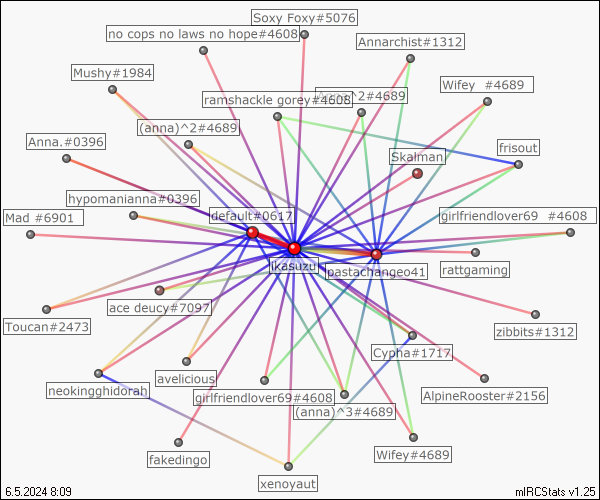 Soxy Foxy#5076
no cops no laws no hope#4608
Annarchist#1312
Mushy#1984
Wifey  #4689
ramshackle gorey#4608
^2#4689
(anna)^2#4689
Anna.#0396
Skalman
frisout
hypomanianna#0396
default#0617
girlfriendlover69  #4608
Mad #6901
ikasuzu
pastachangeo41
rattgaming
ace deucy#7097
Toucan#2473
zibbits#1312
Cypha#1717
avelicious
neokingghidorah
girlfriendlover69#4608
AlpineRooster#2156
(anna)^3#4689
Wifey#4689
fakedingo
xenoyaut
6.5.2024 8:09
mIRCStats v1.25